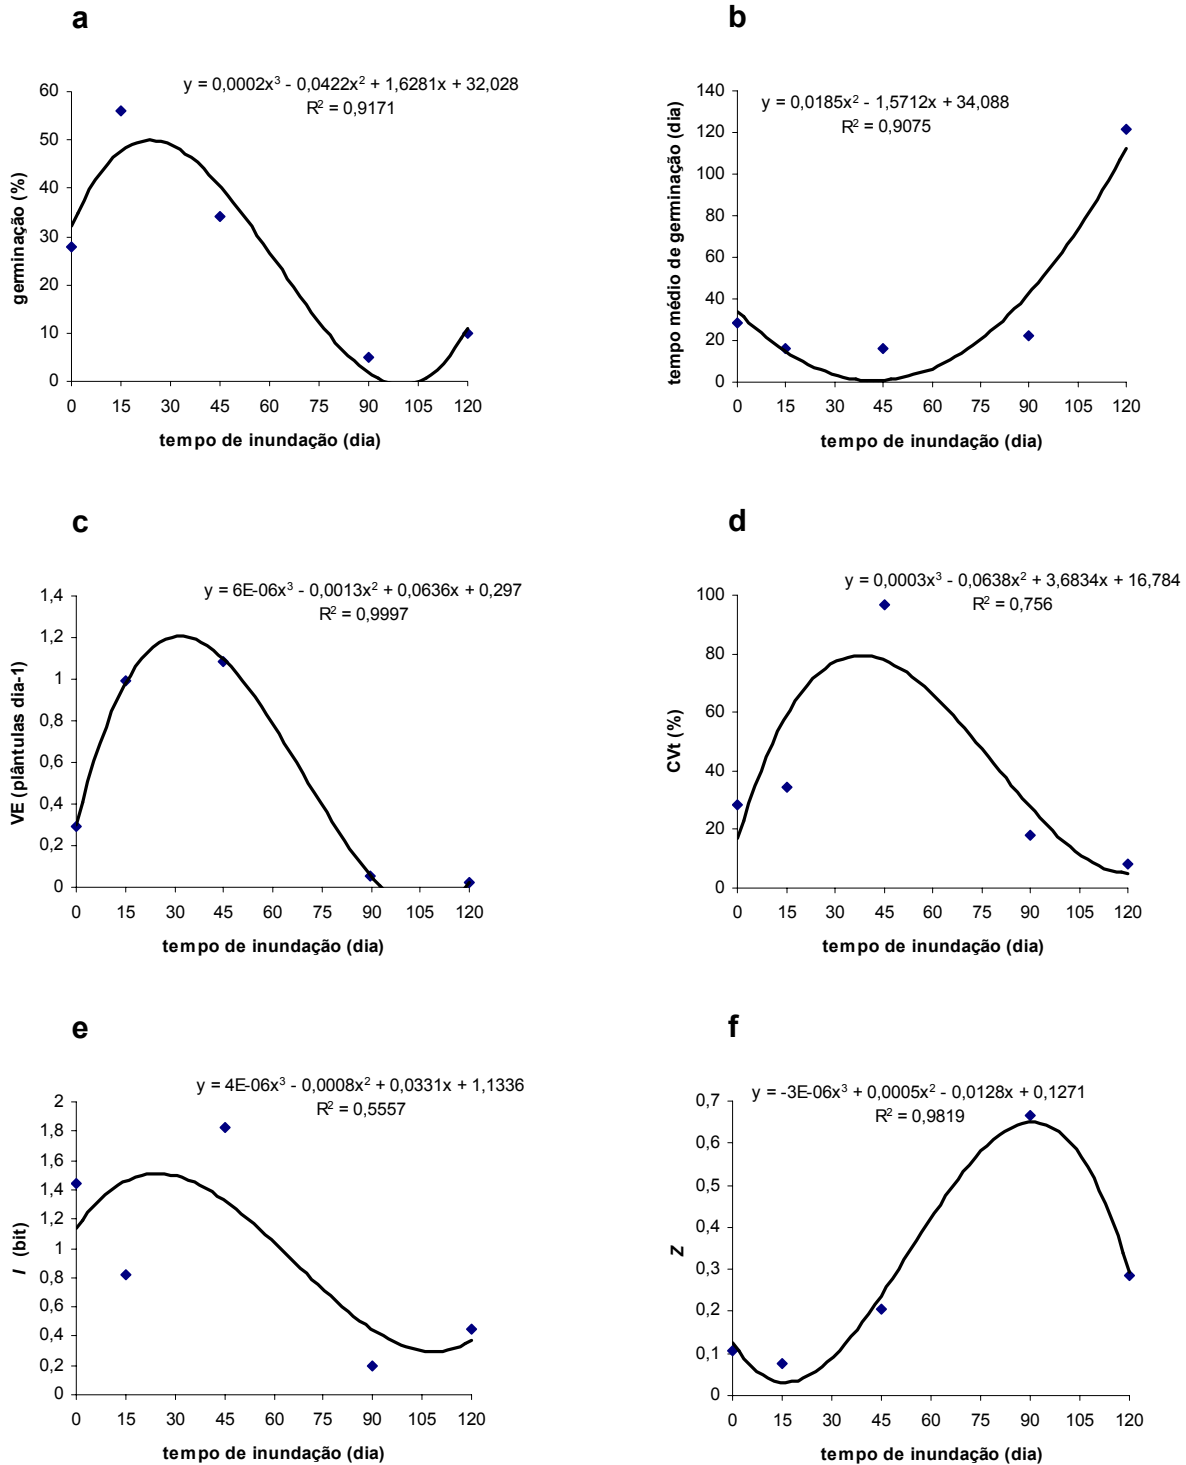 a
y = 0,0002x³ - 0,0422x² + 1,6281x + 32,028
R² = 0,9171
germinação (%)
60
50
40
30
20
10
0
0 15 30 45 60 75 90 105 120
tempo de inundação (dia)
b
y = 0,0185x² - 1,5712x + 34,088
R² = 0,9075
tempo médio de germinação (dia)
140
120
100
80
60
40
20
0
0 15 30 45 60 75 90 105 120
tempo de inundação (dia)
c
y = 6E-06x³ - 0,0013x² + 0,0636x + 0,297
R² = 0,9997
VE (plântulas dia-1)
1,4
1,2
1
0,8
0,6
0,4
0,2
0
0 15 30 45 60 75 90 105 120
tempo de inundação (dia)
d
y = 0,0003x³ - 0,0638x² + 3,6834x + 16,784
R² = 0,756
CVt (%)
100
80
60
40
20
0
0 15 30 45 60 75 90 105 120
tempo de inundação (dia)
e
y = 4E-06x³ - 0,0008x² + 0,0331x + 1,1336
R² = 0,5557
I (bit)
2
1,8
1,6
1,4
1,2
1
0,8
0,6
0,4
0,2
0
0 15 30 45 60 75 90 105 120
tempo de inundação (dia)
f
y = -3E-06x³ + 0,0005x² - 0,0128x + 0,1271
R² = 0,9819
Z
0,7
0,6
0,5
0,4
0,3
0,2
0,1
0
0 15 30 45 60 75 90 105 120
tempo de inundação (dia)